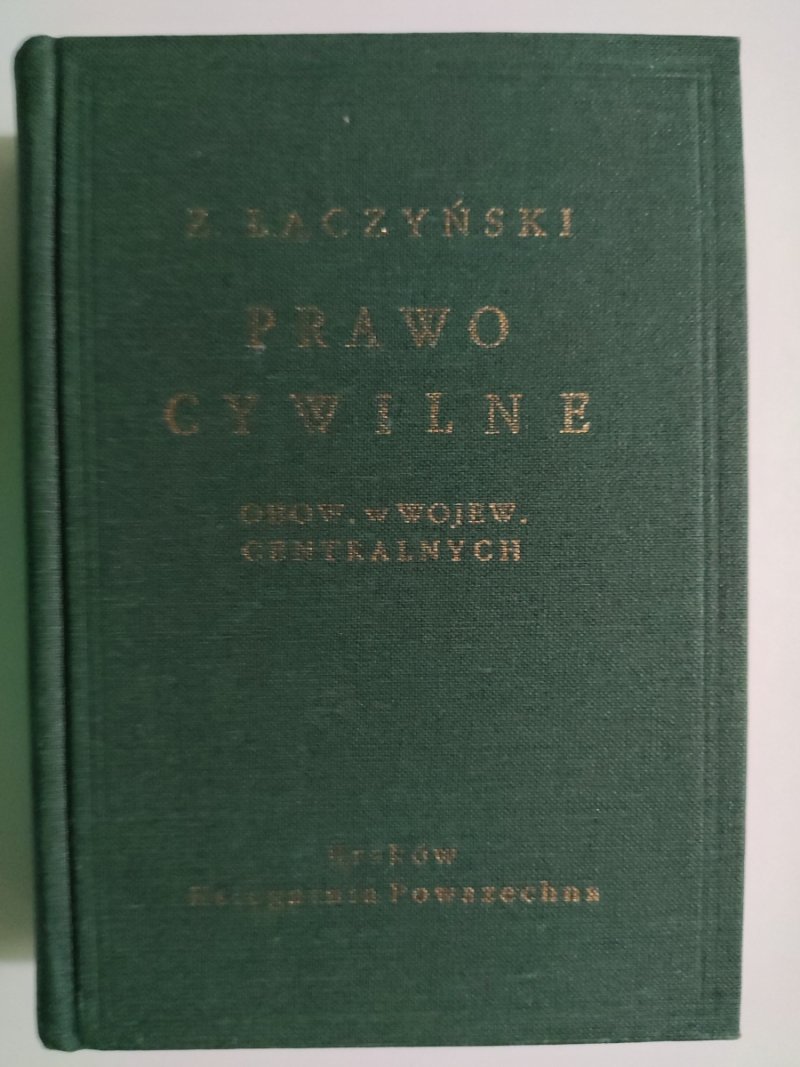 Z. ŁĄCZYŃSKI
PRAWO
CYWILNE
OBOW. w WOJEW.
CENTRALNYCH
Kraków
Księgarnia Powszechna